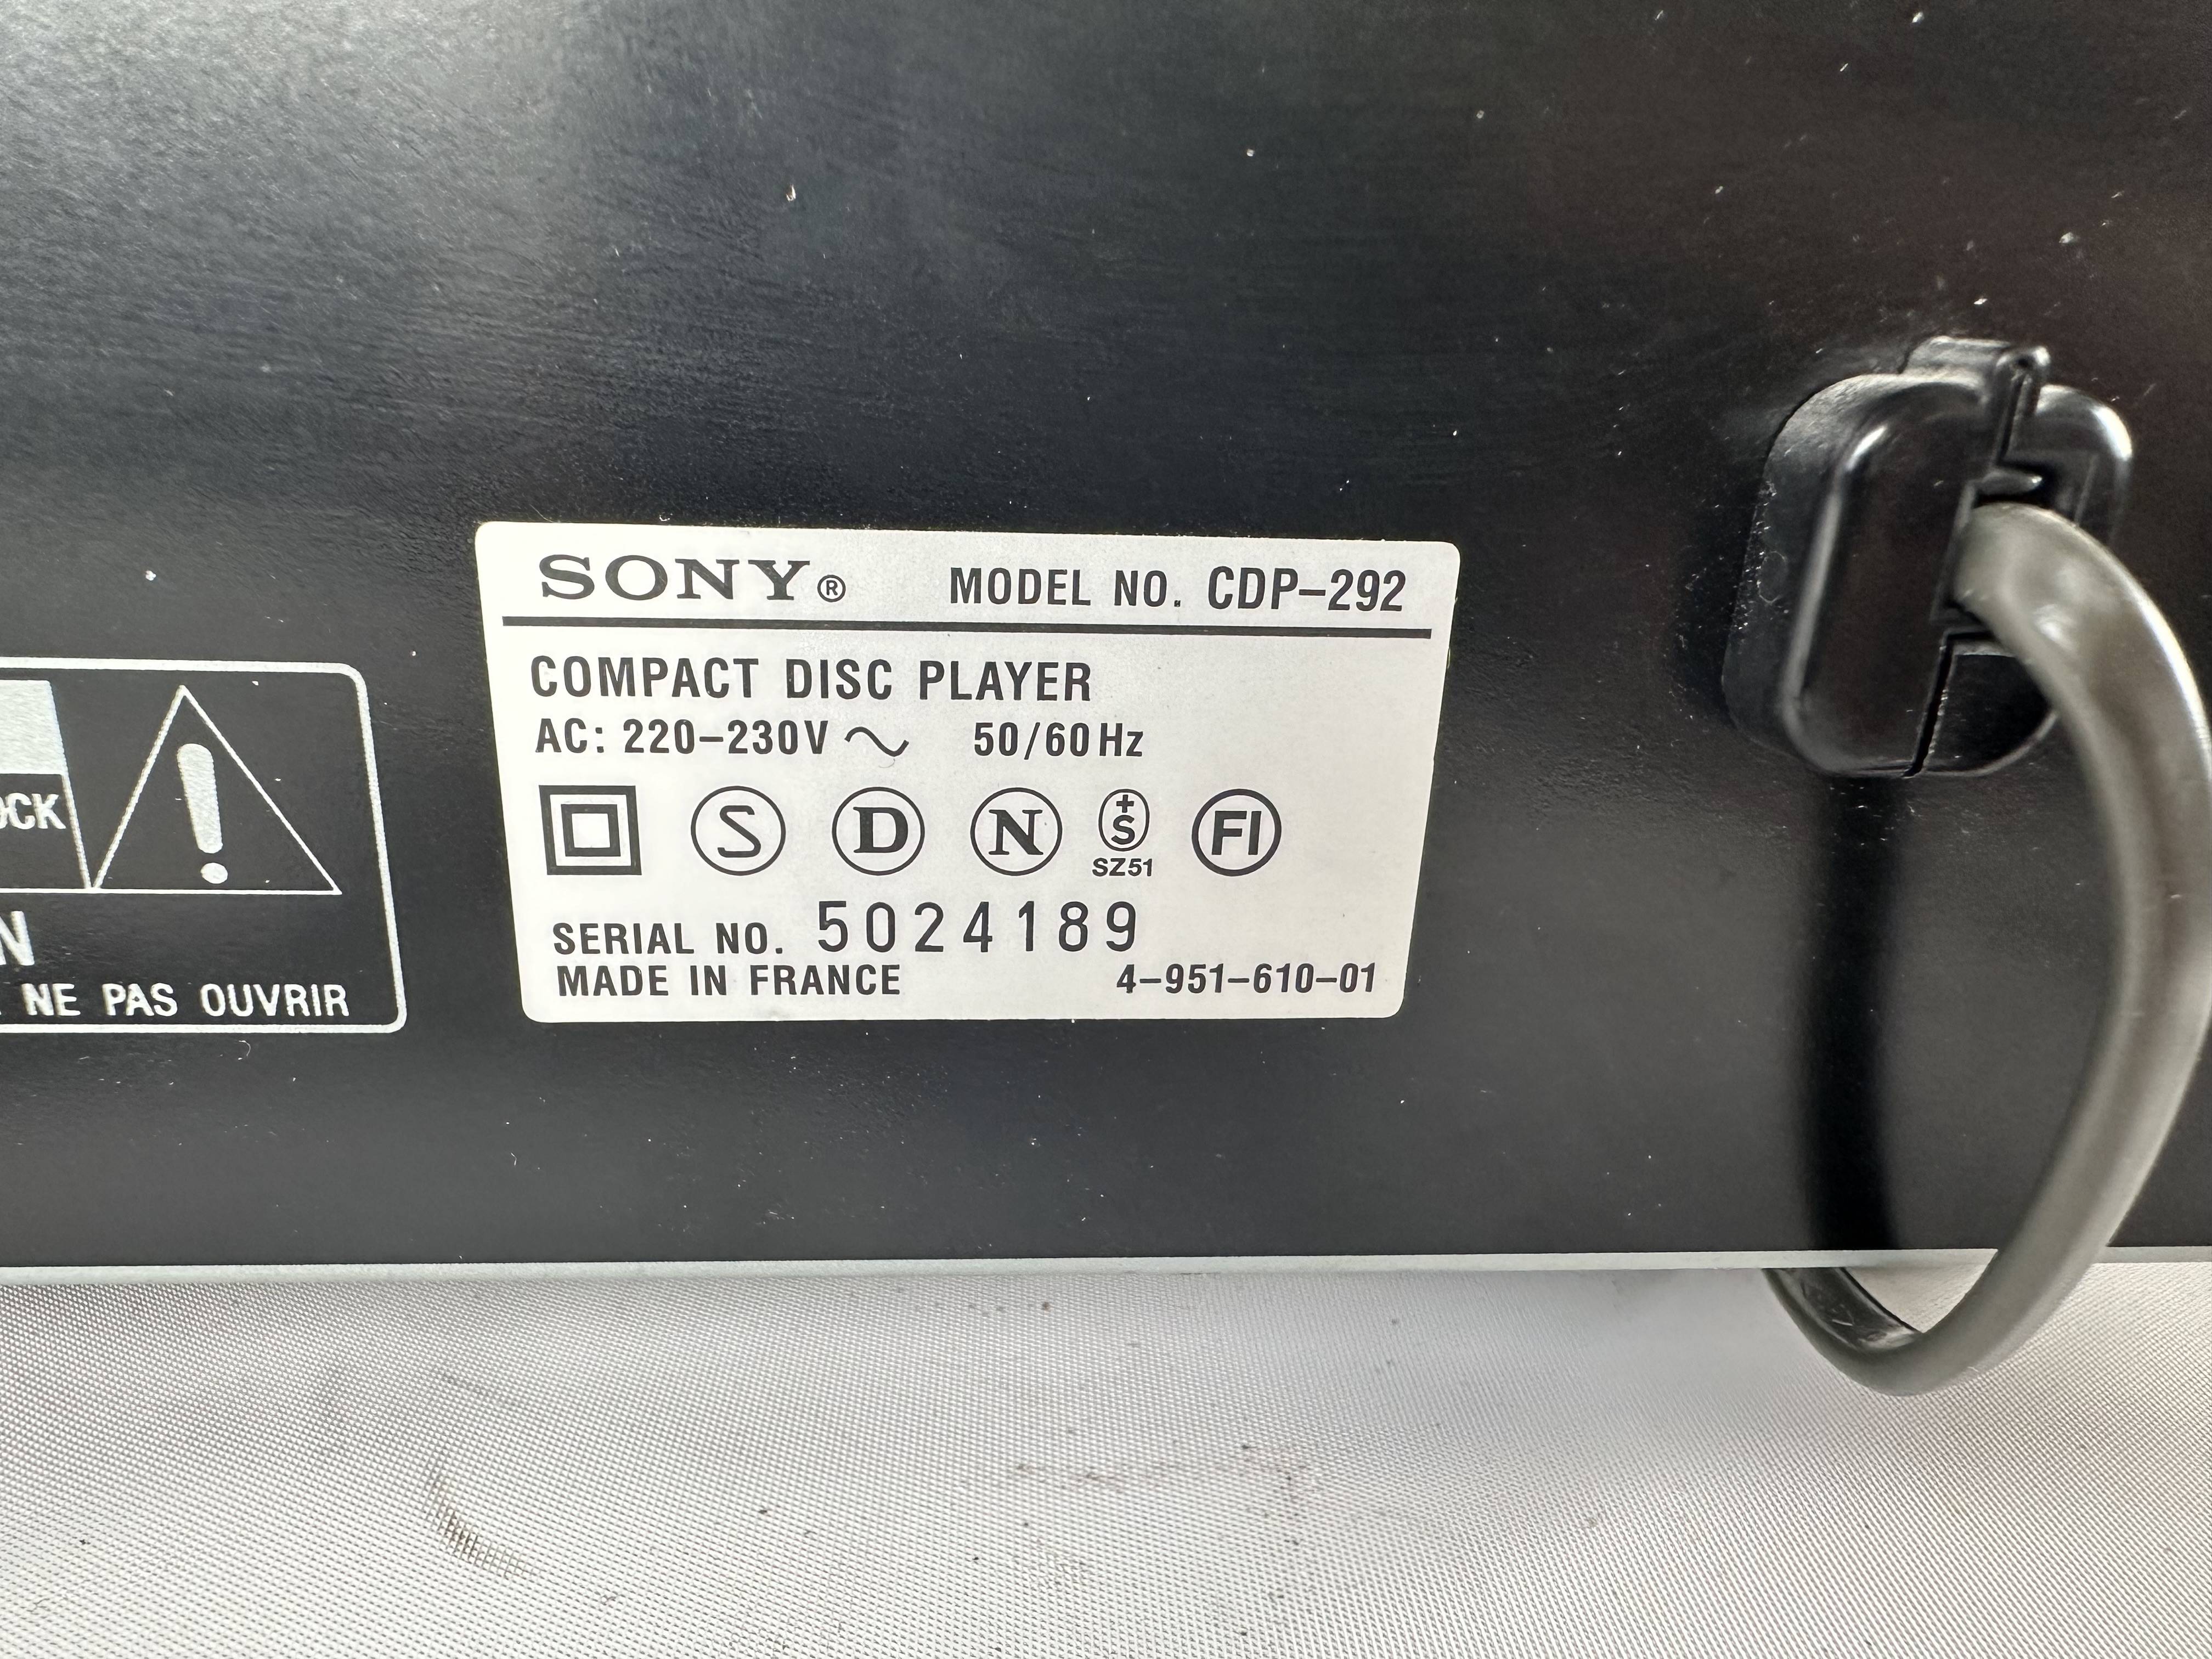 SONY® MODEL NO. CDP-292
COMPACT DISC PLAYER
AC: 220-230V ~ 50/60Hz
S D N +S FI
SZ51
SERIAL NO. 5024189
MADE IN FRANCE 4-951-610-01
OCK
!
N
NE PAS OUVRIR